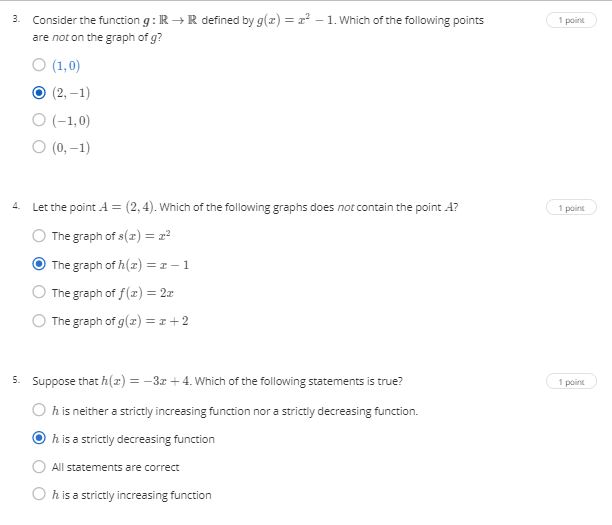 3. Consider the function g : ℝ → ℝ defined by g(x) = x² − 1. Which of the following points 1 point
are not on the graph of g?
(1, 0)
(2, −1)
(−1, 0)
(0, −1)
4. Let the point A = (2, 4). Which of the following graphs does not contain the point A? 1 point
The graph of s(x) = x²
The graph of h(x) = x − 1
The graph of f(x) = 2x
The graph of g(x) = x + 2
5. Suppose that h(x) = −3x + 4. Which of the following statements is true? 1 point
h is neither a strictly increasing function nor a strictly decreasing function.
h is a strictly decreasing function
All statements are correct
h is a strictly increasing function